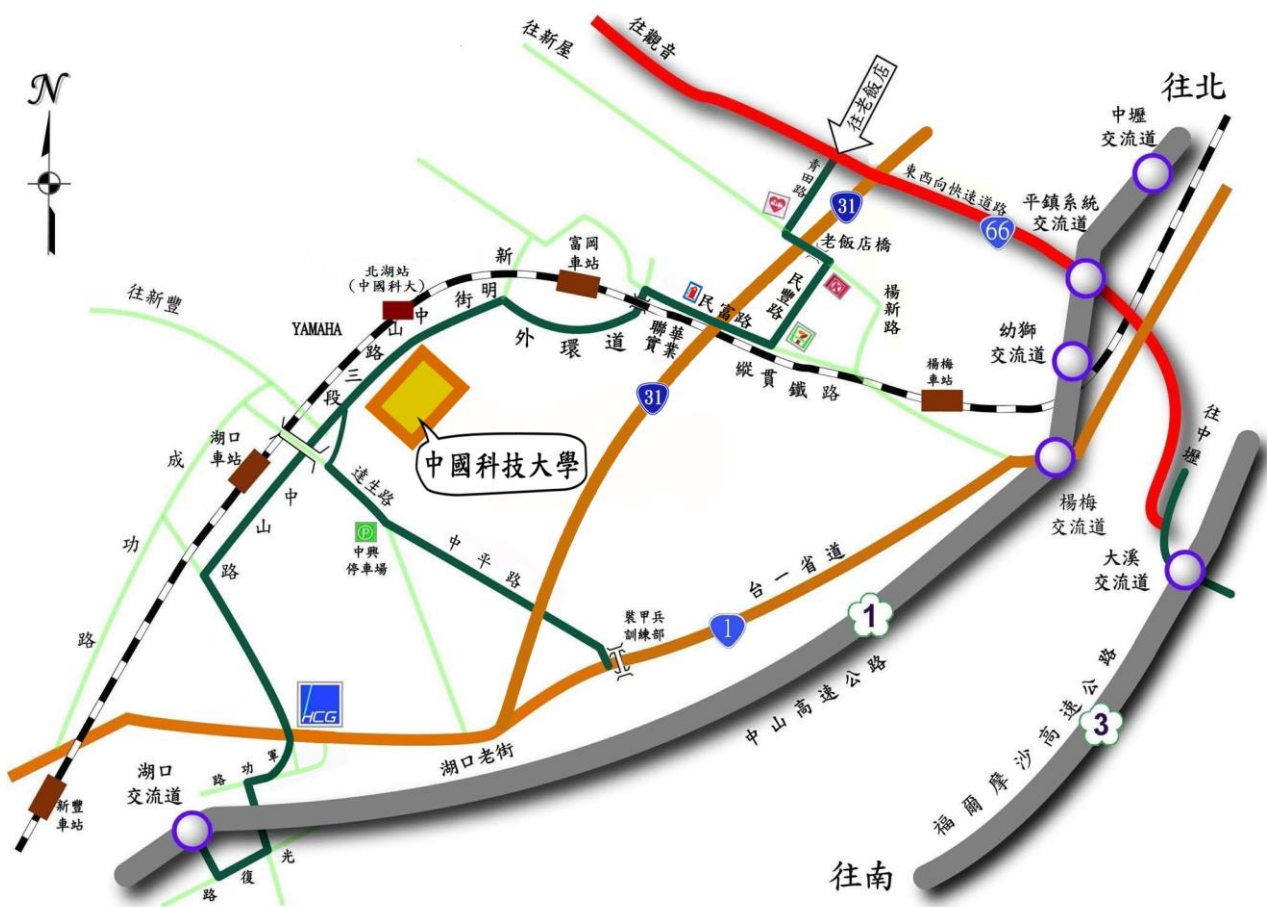 N
往新屋
往觀音
往老飯店
往北
中壢
交流道
青田路
東西向快速道路
31
66
平鎮系統
交流道
老飯店橋
富岡
車站
新
明
街
北湖站
(中國科大)
往新豐
YAMAHA
中
山
路
三
段
外環道
民富路
民豐路
楊新路
聯華
實業
7
縱貫鐵路
楊梅
車站
幼獅
交流道
31
中國科技大學
湖口
車站
成
功
路
中
山
路
達生路
P
中興
停車場
中平路
往中壢
楊梅
交流道
大溪
交流道
台一省道
裝甲兵
訓練部
1
1
中山高速公路
福爾摩沙高速公路
3
HCG
湖口老街
湖口
交流道
軍
功
路
新豐
車站
光
復
路
往南